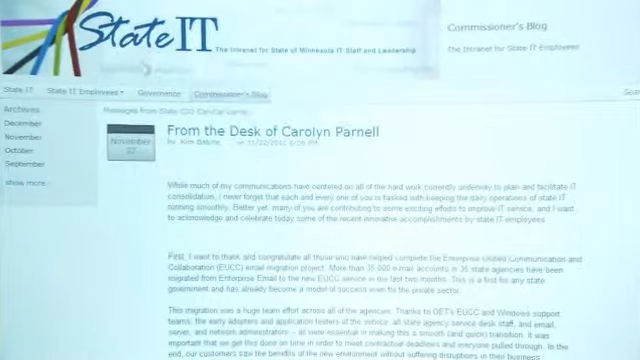 State IT
The Intranet for State of Minnesota IT Staff and Leadership
Commissioner's Blog
The Intranet for State IT Employees
State IT
State IT Employees
Governance
Commissioner's Blog
Archives
December
November
October
September
show more
Messages from State CIO Carolyn
November
22
From the Desk of Carolyn Parnell
by Kim on 11/22/2011
While much of my communications have centered on all of the hard work currently underway to plan and facilitate IT
consolidation, I never forget that each and every one of you is tasked with keeping the daily operations of state IT
running smoothly. Better yet, many of you are contributing to some exciting efforts to improve IT service, and I want
to acknowledge and celebrate today some of the recent innovative accomplishments by state IT employees.
First, I want to thank and congratulate all those who have helped complete the Enterprise Unified Communication and
Collaboration (EUCC) email migration project. More than 35,000 e-mail accounts in 36 state agencies have been
migrated from Enterprise Email to the new EUCC service in the last two months. This is a first for any state
government and has already become a model of success even for the private sector.
This migration was a huge team effort across all of the agencies. Thanks to OET's EUCC and Windows support
teams, the early adopters and application testers of the service, all state agency service desk staff, and email,
server, and network administrators - all were essential in making this a smooth (and quick) transition. It was
important that we get this done on time in order to meet contractual deadlines and everyone pulled through. In the
end, our customers saw the benefits of the new environment without suffering disruptions in their business